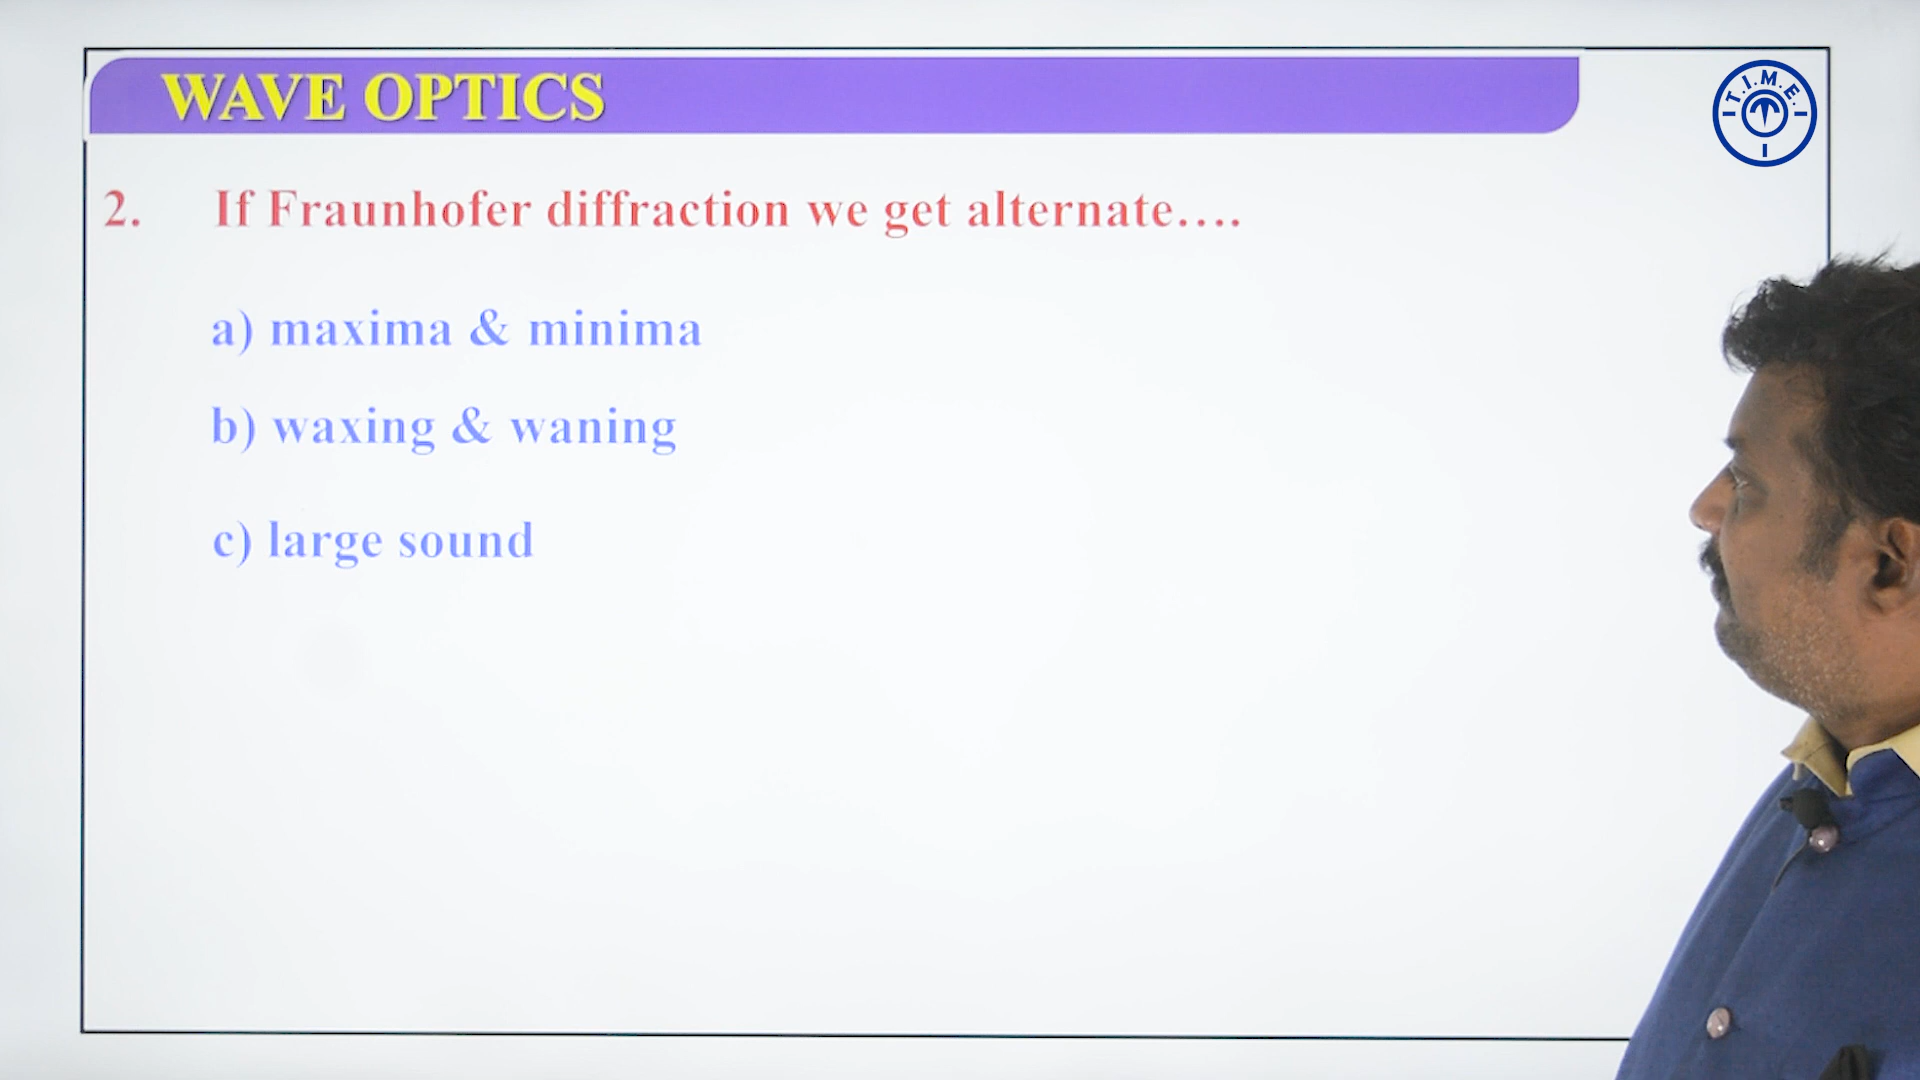 WAVE OPTICS
T.I.M.E.
2. If Fraunhofer diffraction we get alternate....
a) maxima & minima
b) waxing & waning
c) large sound